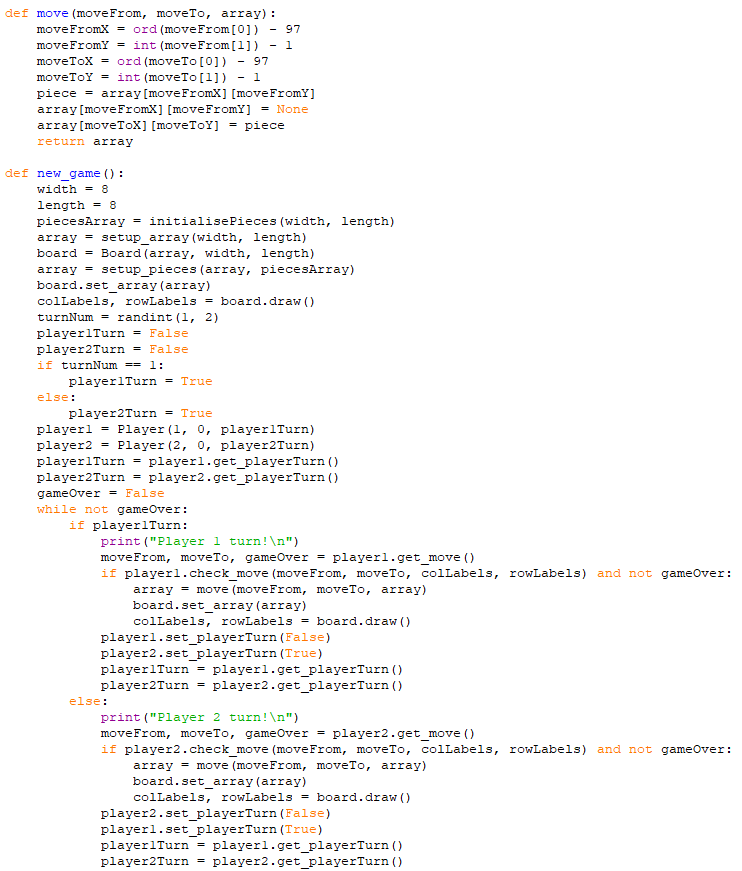 def move(moveFrom, moveTo, array):
    moveFromX = ord(moveFrom[0]) - 97
    moveFromY = int(moveFrom[1]) - 1
    moveToX = ord(moveTo[0]) - 97
    moveToY = int(moveTo[1]) - 1
    piece = array[moveFromX][moveFromY]
    array[moveFromX][moveFromY] = None
    array[moveToX][moveToY] = piece
    return array

def new_game():
    width = 8
    length = 8
    piecesArray = initialisePieces(width, length)
    array = setup_array(width, length)
    board = Board(array, width, length)
    array = setup_pieces(array, piecesArray)
    board.set_array(array)
    colLabels, rowLabels = board.draw()
    turnNum = randint(1, 2)
    player1Turn = False
    player2Turn = False
    if turnNum == 1:
        player1Turn = True
    else:
        player2Turn = True
    player1 = Player(1, 0, player1Turn)
    player2 = Player(2, 0, player2Turn)
    player1Turn = player1.get_playerTurn()
    player2Turn = player2.get_playerTurn()
    gameOver = False
    while not gameOver:
        if player1Turn:
            print("Player 1 turn!\n")
            moveFrom, moveTo, gameOver = player1.get_move()
            if player1.check_move(moveFrom, moveTo, colLabels, rowLabels) and not gameOver:
                array = move(moveFrom, moveTo, array)
                board.set_array(array)
                colLabels, rowLabels = board.draw()
            player1.set_playerTurn(False)
            player2.set_playerTurn(True)
            player1Turn = player1.get_playerTurn()
            player2Turn = player2.get_playerTurn()
        else:
            print("Player 2 turn!\n")
            moveFrom, moveTo, gameOver = player2.get_move()
            if player2.check_move(moveFrom, moveTo, colLabels, rowLabels) and not gameOver:
                array = move(moveFrom, moveTo, array)
                board.set_array(array)
                colLabels, rowLabels = board.draw()
            player2.set_playerTurn(False)
            player1.set_playerTurn(True)
            player1Turn = player1.get_playerTurn()
            player2Turn = player2.get_playerTurn()